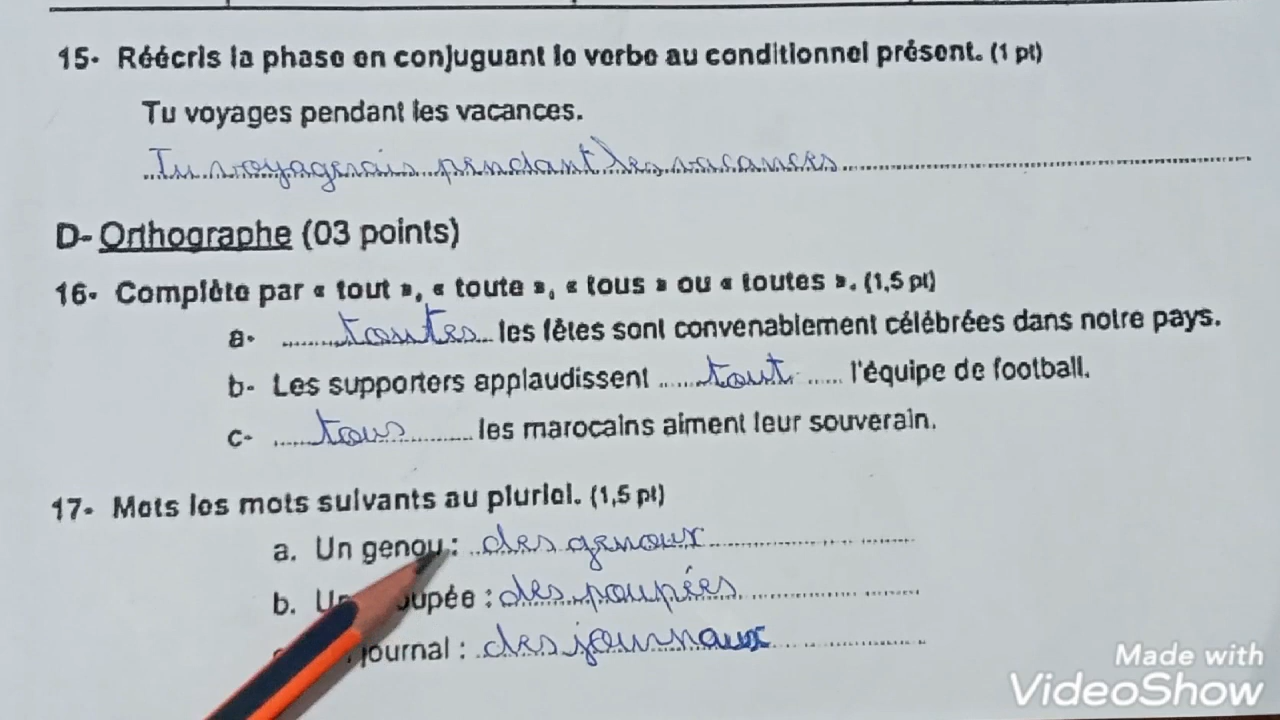 15- Réécris la phase en conjuguant le verbe au conditionnel présent. (1 pt)
Tu voyages pendant les vacances.
Tu voyagerais pendant les vacances
D- Orthographe (03 points)
16- Complète par « tout », « toute », « tous » ou « toutes ». (1,5 pt)
a- toutes les fêtes sont convenablement célébrées dans notre pays.
b- Les supporters applaudissent tout l'équipe de football.
c- tous les marocains aiment leur souverain.
17- Mets les mots suivants au pluriel. (1,5 pt)
a. Un genou : des genoux
b. : des poupées
journal : des journaux
Made with
VideoShow